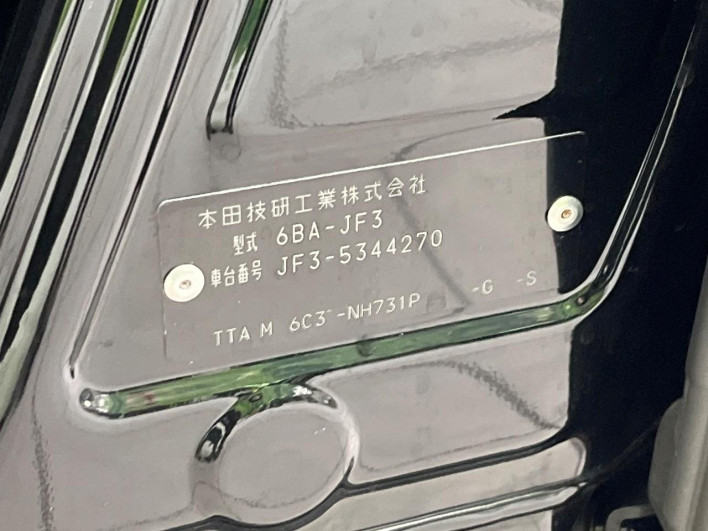 本田技研工業株式会社
型式 6BA-JF3
車台番号 JF3-5344270
TTA M 6C3 -NH731P -G -S